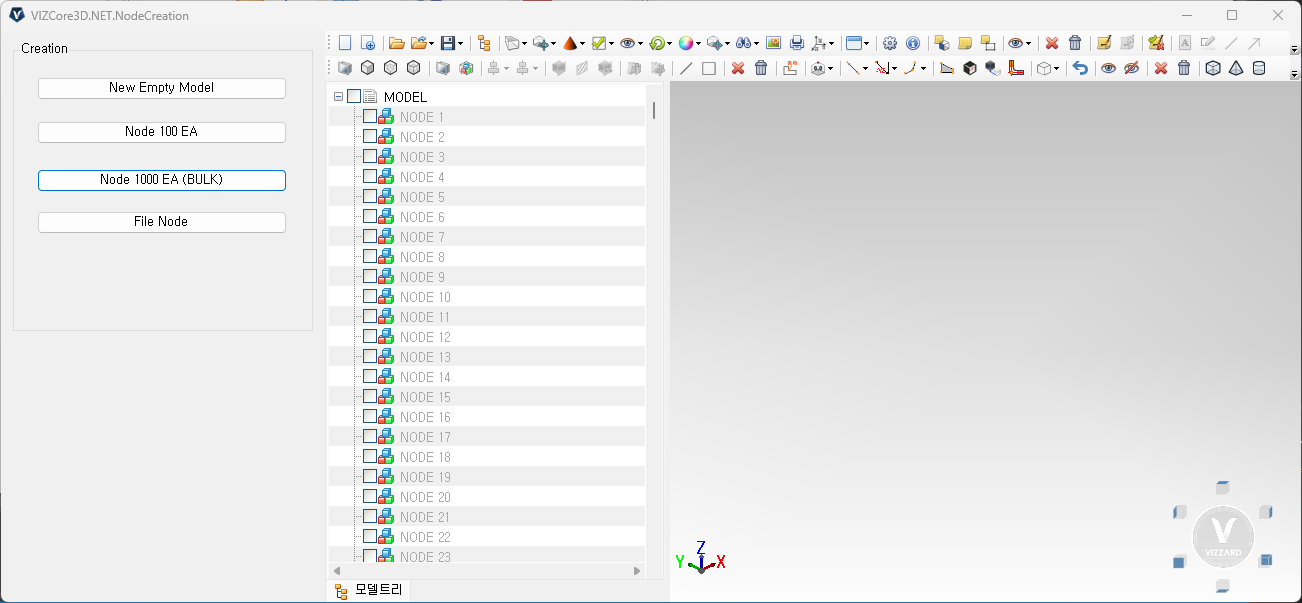 VIZCore3D.NET.NodeCreation
Creation
New Empty Model
Node 100 EA
Node 1000 EA (BULK)
File Node
MODEL
NODE 1
NODE 2
NODE 3
NODE 4
NODE 5
NODE 6
NODE 7
NODE 8
NODE 9
NODE 10
NODE 11
NODE 12
NODE 13
NODE 14
NODE 15
NODE 16
NODE 17
NODE 18
NODE 19
NODE 20
NODE 21
NODE 22
NODE 23
모델트리
Z
Y
X
V
VIZZARD